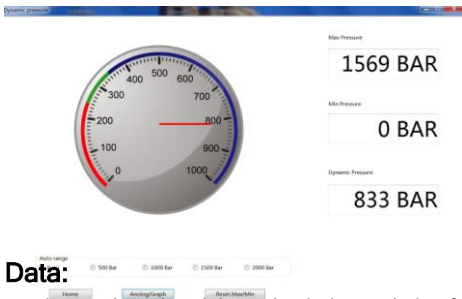 Dynamic pressure
Max Pressure
1569 BAR
Min Pressure
0 BAR
Dynamic Pressure
833 BAR
0
100
200
300
400
500
600
700
800
900
1000
Auto range
500 Bar
1000 Bar
1500 Bar
2000 Bar
Data:
Home
Analog/Graph
Reset Max/Min